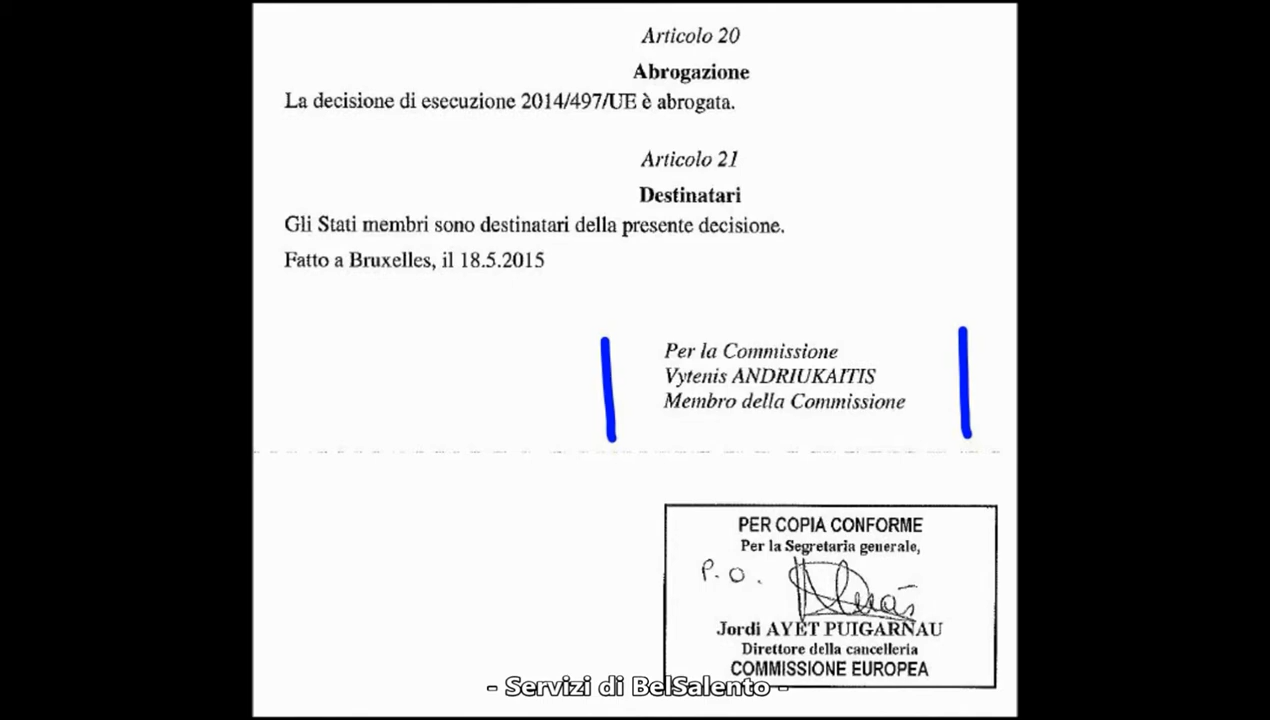 Articolo 20
Abrogazione
La decisione di esecuzione 2014/497/UE è abrogata.
Articolo 21
Destinatari
Gli Stati membri sono destinatari della presente decisione.
Fatto a Bruxelles, il 18.5.2015
Per la Commissione
Vytenis ANDRIUKAITIS
Membro della Commissione
PER COPIA CONFORME
Per la Segretaria generale,
P. O.
Jordi AYET PUIGARNAU
Direttore della cancelleria
COMMISSIONE EUROPEA
- Servizi di BelSalento -